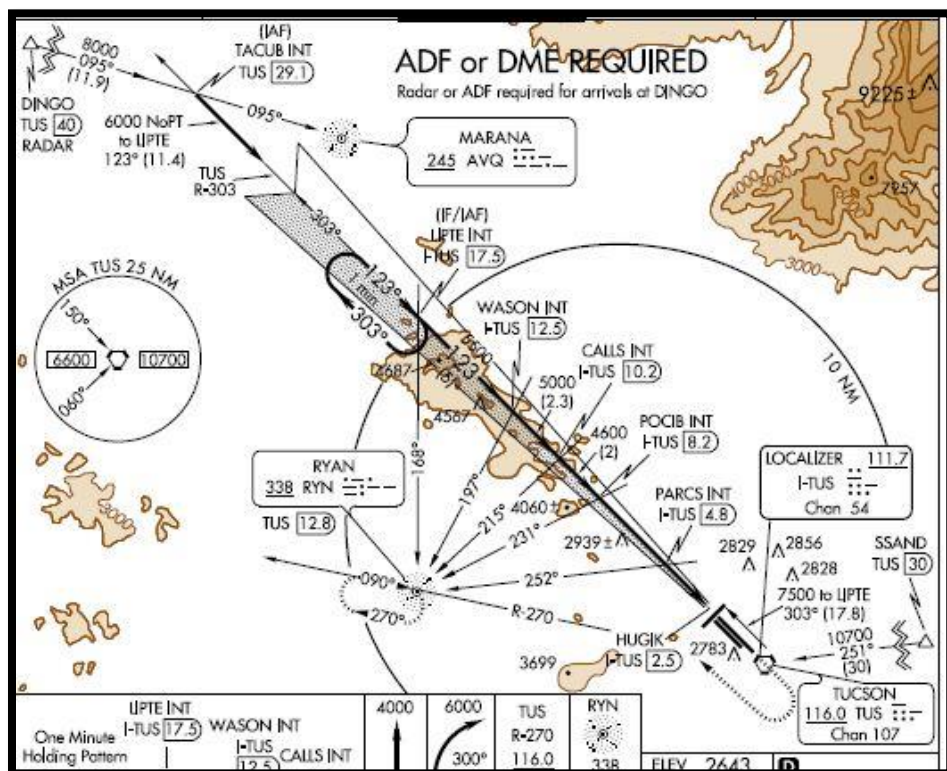 8000
095°
(11.9)
DINGO
TUS 40
RADAR
(IAF)
TACUB INT
TUS 29.1
095°
6000 NoPT
to LIPTE
123° (11.4)
TUS
R-303
ADF or DME REQUIRED
Radar or ADF required for arrivals at DINGO
MARANA
245 AVQ
9225±
4000
3000
7957
3000
303°
(IF/IAF)
LIPTE INT
I-TUS 17.5
MSA TUS 25 NM
150°
6600
10700
060°
123°
1 min
303°
WASON INT
I-TUS 12.5
10 NM
5500
123
CALLS INT
I-TUS 10.2
5000
(2.3)
4567
4600
(2)
POCIB INT
I-TUS 8.2
3000
RYAN
338 RYN
TUS 12.8
168°
197°
215°
231°
4060±
PARCS INT
I-TUS 4.8
LOCALIZER 111.7
I-TUS
Chan 54
2939±
2829
2856
2828
SSAND
TUS 30
252°
090°
270°
R-270
7500 to LIPTE
303° (17.8)
10700
251°
(30)
HUGIK
I-TUS 2.5
2783
3699
TUCSON
116.0 TUS
Chan 107
LIPTE INT
I-TUS 17.5
One Minute
Holding Pattern
WASON INT
I-TUS
12.5
CALLS INT
4000
6000
300°
TUS
R-270
116.0
RYN
338
ELEV 2643
D